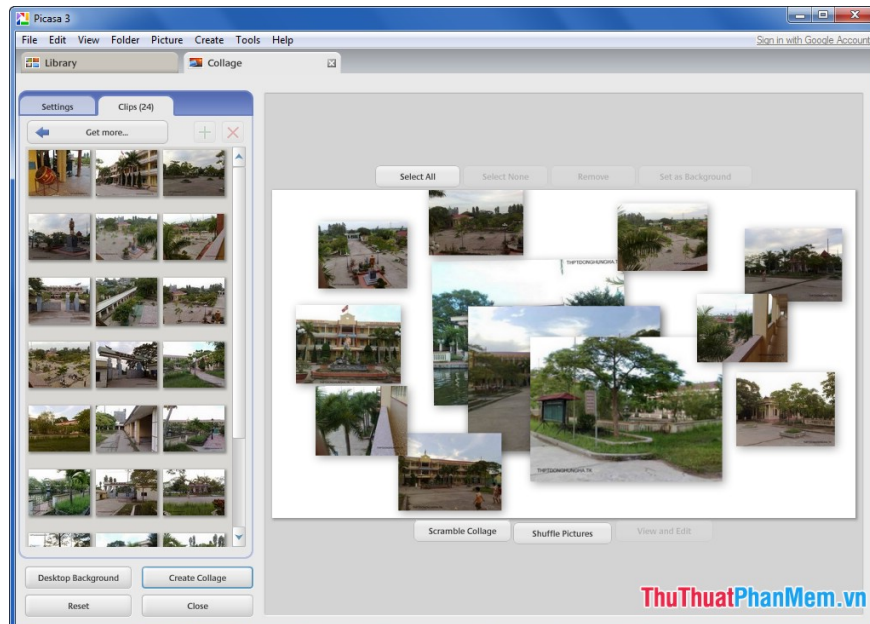 Picasa 3
File Edit View Folder Picture Create Tools Help
Sign in with Google Account
Library
Collage
Settings
Clips (24)
Get more...
Select All
Select None
Remove
Set as Background
THPTDONGHUNGHA.TK
Scramble Collage
Shuffle Pictures
View and Edit
Desktop Background
Create Collage
Reset
Close
ThuThuatPhanMem.vn